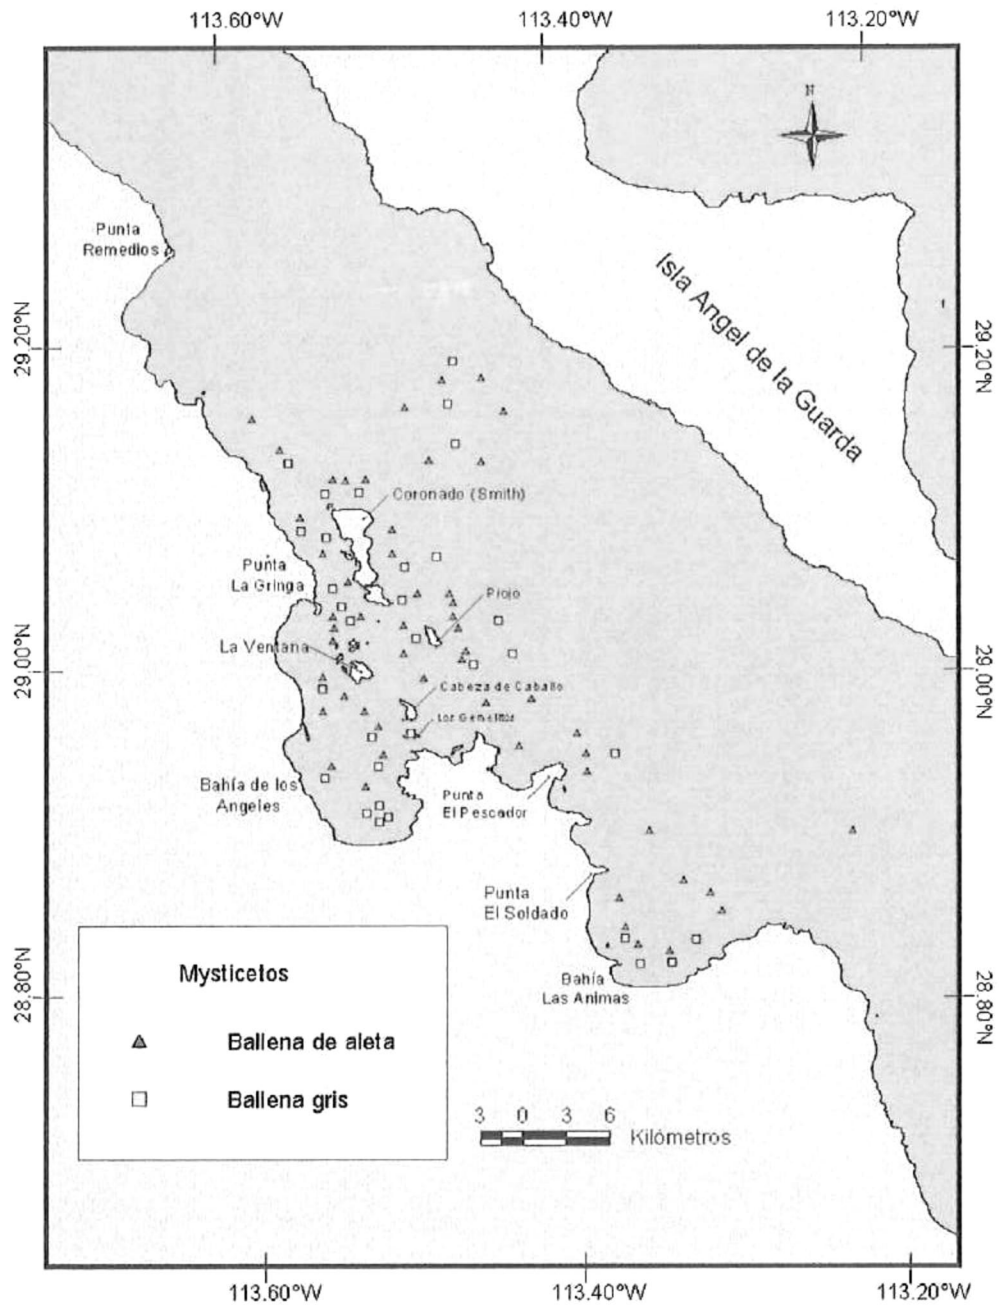 113.60°W 113.40°W 113.20°W
N
Punta
Remedios
Isla Angel de la Guarda
29.20°N
29.20°N
Coronado (Smith)
Punta
La Gringa
Piojo
La Ventana
29.00°N
29.00°N
Cabeza de Caballo
Los Gemelitos
Bahía de los
Angeles
Punta
El Pescador
Punta
El Soldado
Bahía
Las Animas
28.80°N
28.80°N
Mysticetos
Ballena de aleta
Ballena gris
3 0 3 6
Kilómetros
113.60°W 113.40°W 113.20°W